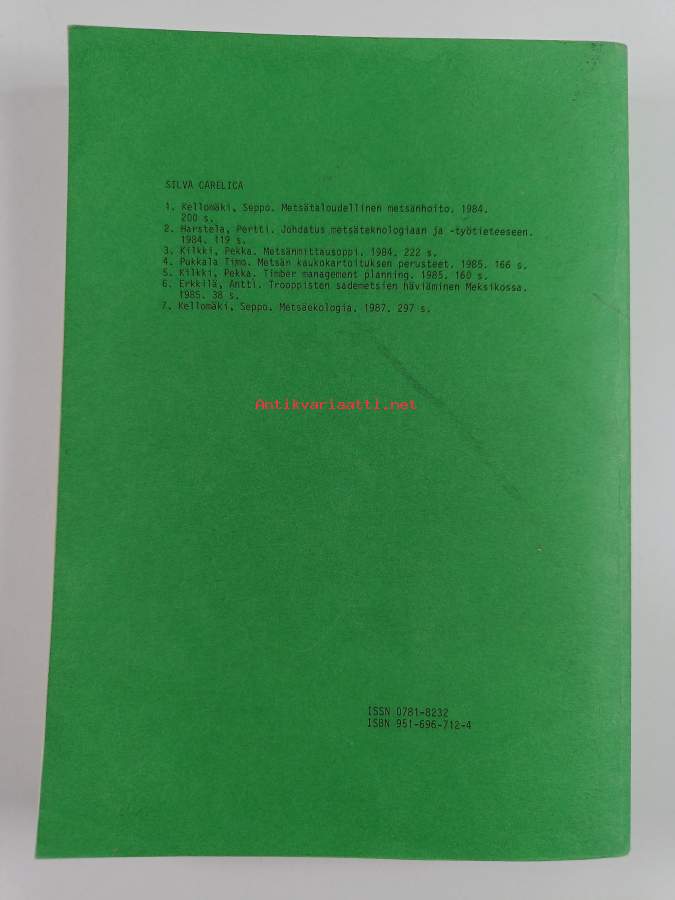 SILVA CARELICA
1. Kellomäki, Seppo. Metsätaloudellinen metsänhoito. 1984.
200 s.
2. Harstela, Pertti. Johdatus metsäteknologiaan ja -työtieteeseen.
1984. 119 s.
3. Kilkki, Pekka. Metsänmittausoppi. 1984. 222 s.
4. Pukkala Timo. Metsän kaukokartoituksen perusteet. 1985. 166 s.
5. Kilkki, Pekka. Timber management planning. 1985. 160 s.
6. Erkkilä, Antti. Trooppisten sademetsien häviäminen Meksikossa.
1985. 38 s.
7. Kellomäki, Seppo. Metsäekologia. 1987. 297 s.
Antikvariaatti.net
ISSN 0781-8232
ISBN 951-696-712-4